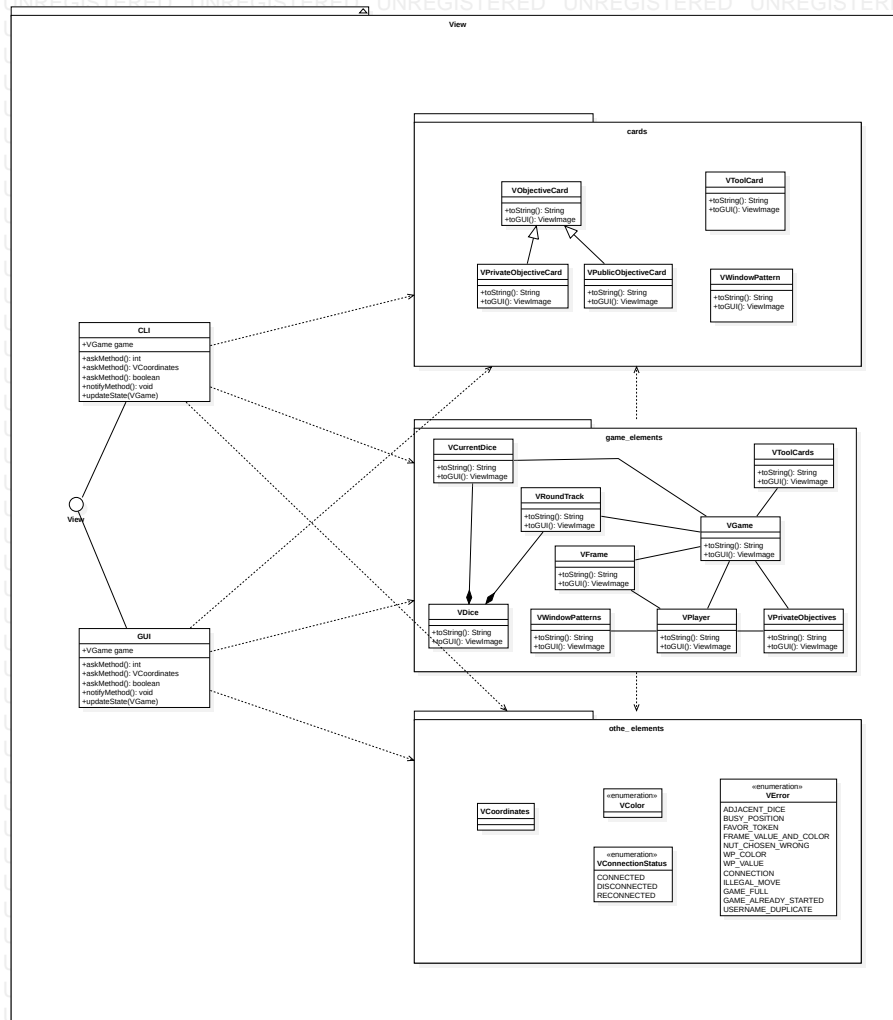 UNREGISTERED UNREGISTERED UNREGISTERED UNREGISTERED UNREGISTERED
View
cards
VObjectiveCard
+toString(): String
+toGUI(): ViewImage
VToolCard
+toString(): String
+toGUI(): ViewImage
VPrivateObjectiveCard
+toString(): String
+toGUI(): ViewImage
VPublicObjectiveCard
+toString(): String
+toGUI(): ViewImage
VWindowPattern
+toString(): String
+toGUI(): ViewImage
CLI
+VGame game
+askMethod(): int
+askMethod(): VCoordinates
+askMethod(): boolean
+notifyMethod(): void
+updateState(VGame)
View
GUI
+VGame game
+askMethod(): int
+askMethod(): VCoordinates
+askMethod(): boolean
+notifyMethod(): void
+updateState(VGame)
game_elements
VCurrentDice
+toString(): String
+toGUI(): ViewImage
VToolCards
+toString(): String
+toGUI(): ViewImage
VRoundTrack
+toString(): String
+toGUI(): ViewImage
VGame
+toString(): String
+toGUI(): ViewImage
VFrame
+toString(): String
+toGUI(): ViewImage
VDice
+toString(): String
+toGUI(): ViewImage
VWindowPatterns
+toString(): String
+toGUI(): ViewImage
VPlayer
+toString(): String
+toGUI(): ViewImage
VPrivateObjectives
+toString(): String
+toGUI(): ViewImage
othe_ elements
VCoordinates
«enumeration»
VColor
«enumeration»
VConnectionStatus
CONNECTED
DISCONNECTED
RECONNECTED
«enumeration»
VError
ADJACENT_DICE
BUSY_POSITION
FAVOR_TOKEN
FRAME_VALUE_AND_COLOR
NUT_CHOSEN_WRONG
WP_COLOR
WP_VALUE
CONNECTION
ILLEGAL_MOVE
GAME_FULL
GAME_ALREADY_STARTED
USERNAME_DUPLICATE